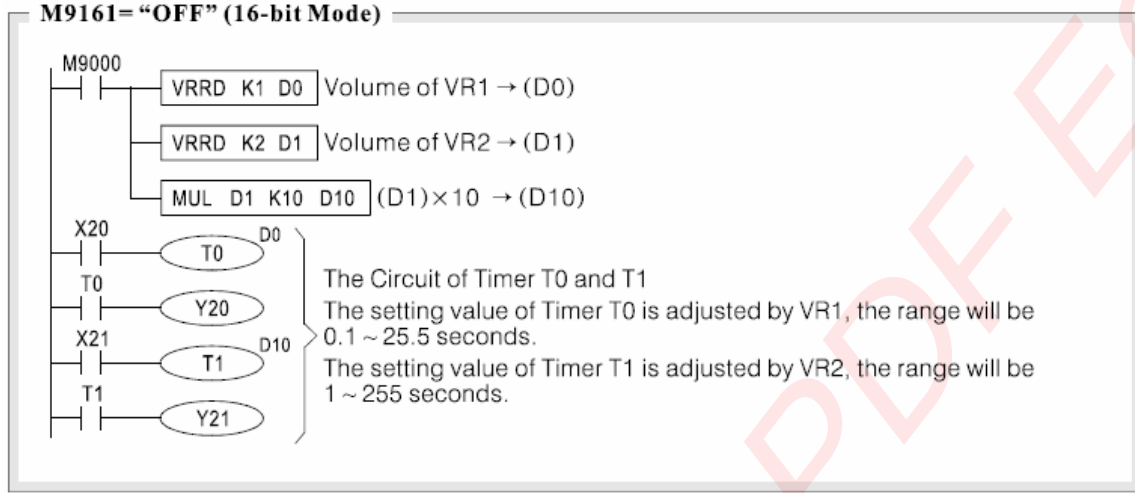 M9161= “OFF” (16-bit Mode)
M9000
VRRD K1 D0 Volume of VR1 → (D0)
VRRD K2 D1 Volume of VR2 → (D1)
MUL D1 K10 D10 (D1)×10 → (D10)
X20
T0 D0
T0
Y20
X21
T1 D10
T1
Y21
The Circuit of Timer T0 and T1
The setting value of Timer T0 is adjusted by VR1, the range will be
0.1 ~ 25.5 seconds.
The setting value of Timer T1 is adjusted by VR2, the range will be
1 ~ 255 seconds.
PDF